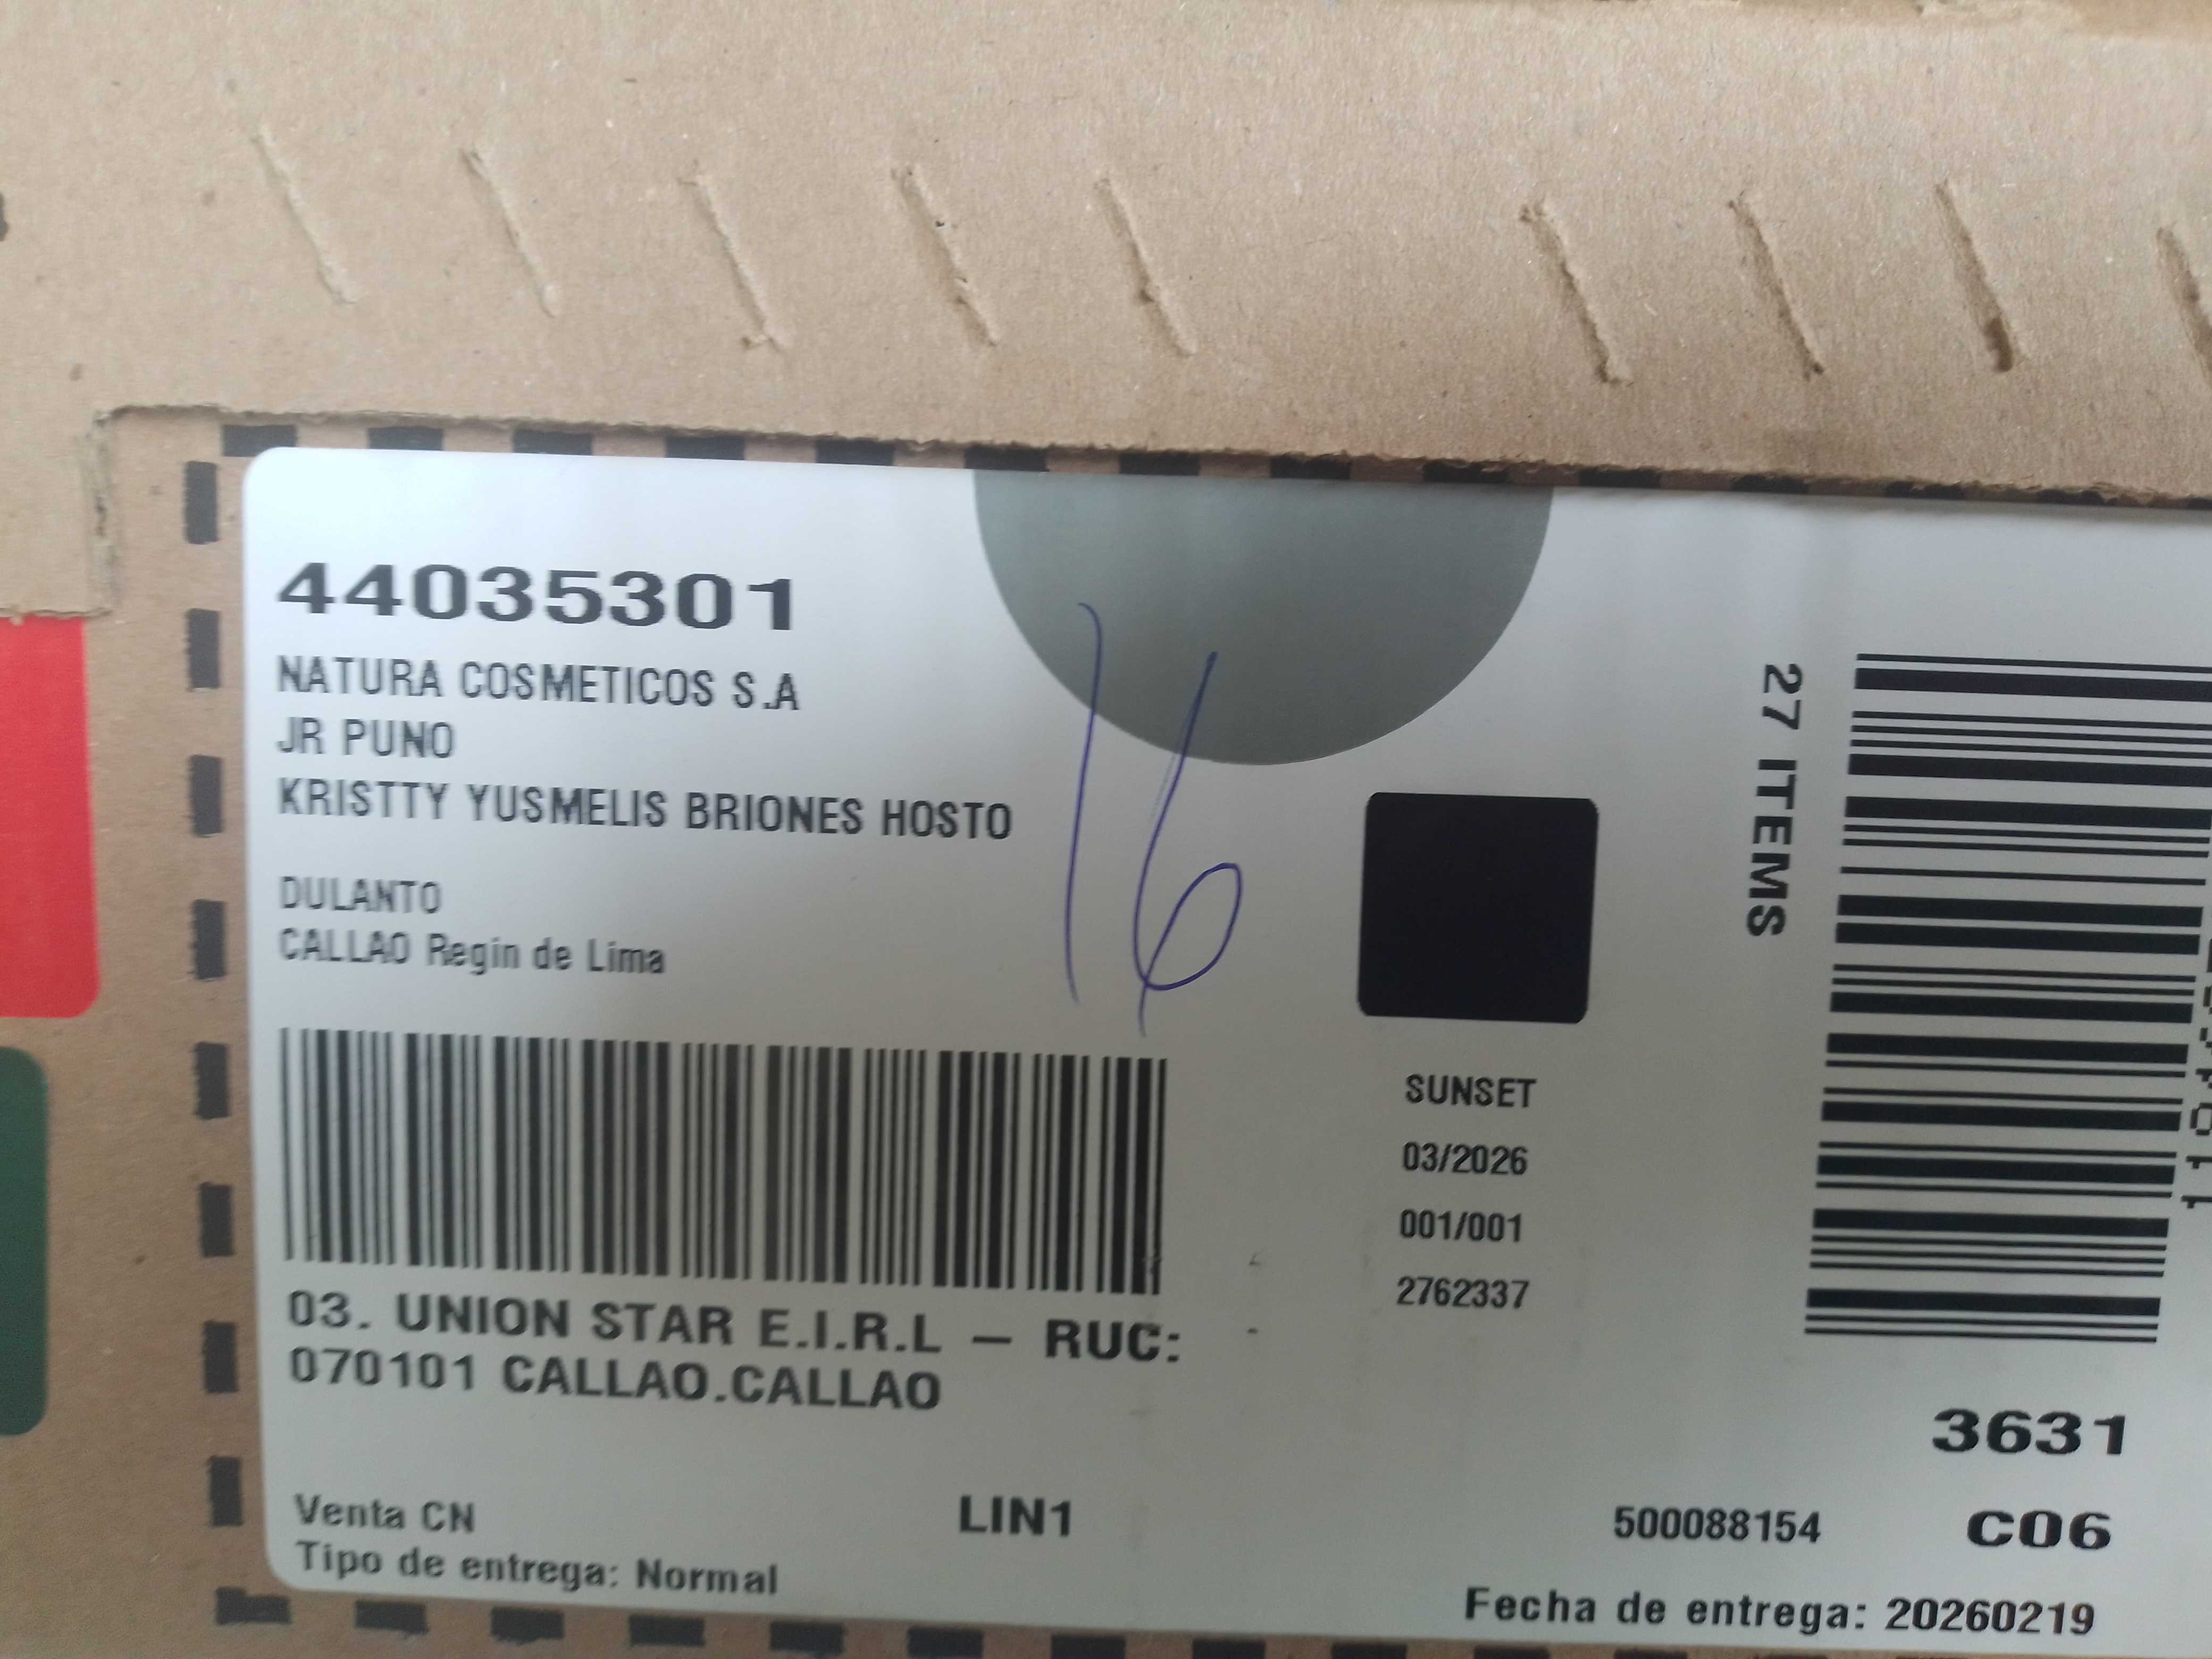 44035301
NATURA COSMETICOS S.A
JR PUNO
KRISTTY YUSMELIS BRIONES HOSTO
DULANTO
CALLAO Regin de Lima
16
03. UNION STAR E.I.R.L – RUC:
070101 CALLAO.CALLAO
Venta CN
LIN1
Tipo de entrega: Normal
SUNSET
03/2026
001/001
2762337
27 ITEMS
3631
500088154
C06
Fecha de entrega: 20260219